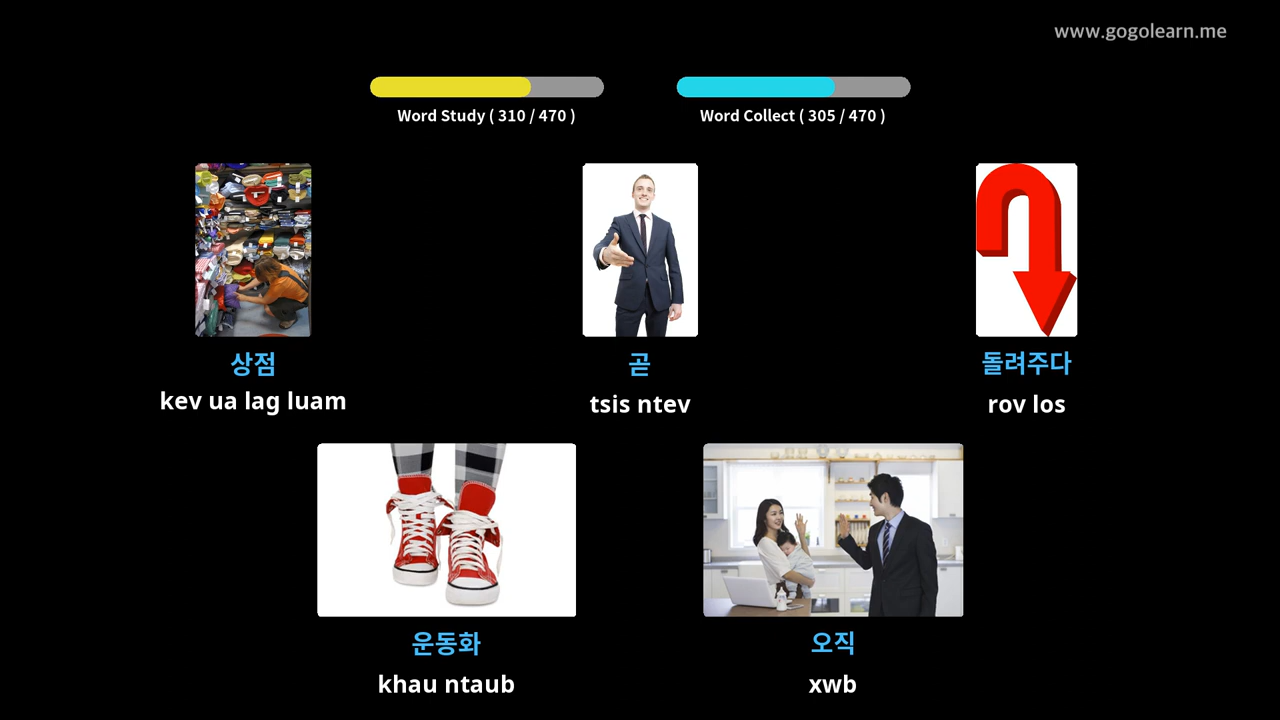 www.gogolearn.me
Word Study ( 310 / 470 )
Word Collect ( 305 / 470 )
상점
kev ua lag luam
곧
tsis ntev
돌려주다
rov los
운동화
khau ntaub
오직
xwb